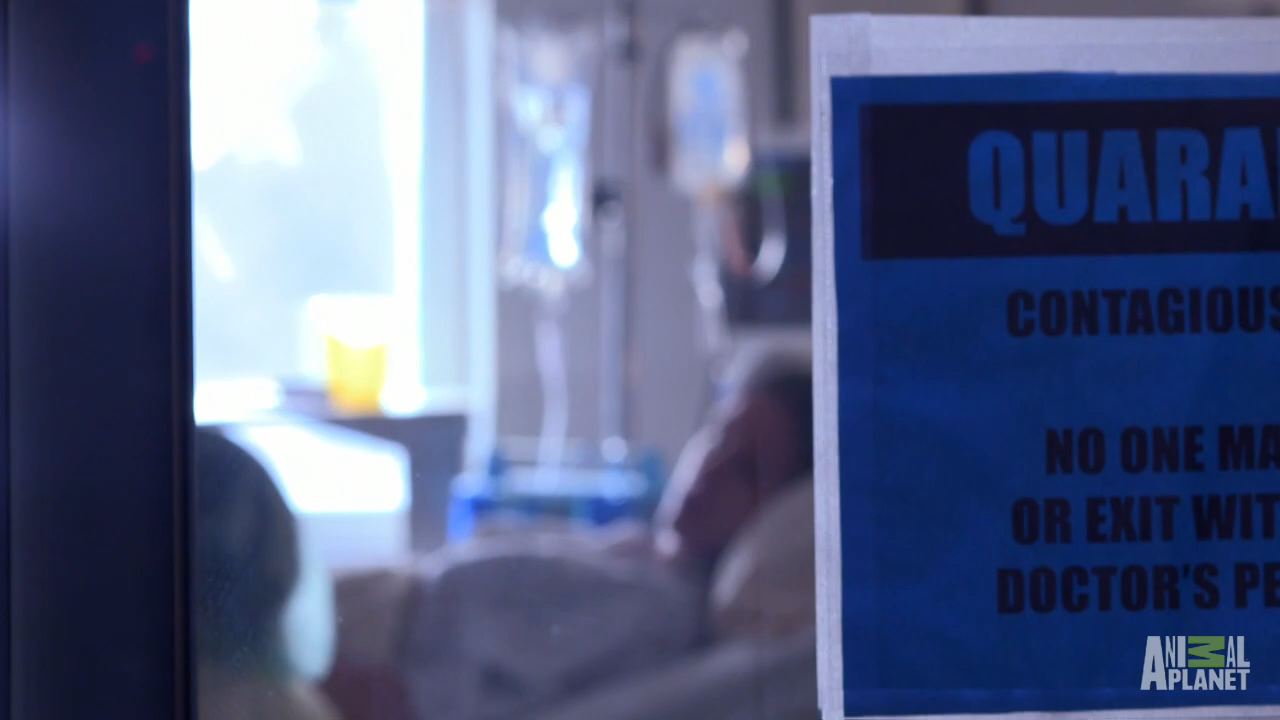 QUARA
CONTAGIOUS
NO ONE MA
OR EXIT WIT
DOCTOR'S PE
ANIMAL
PLANET